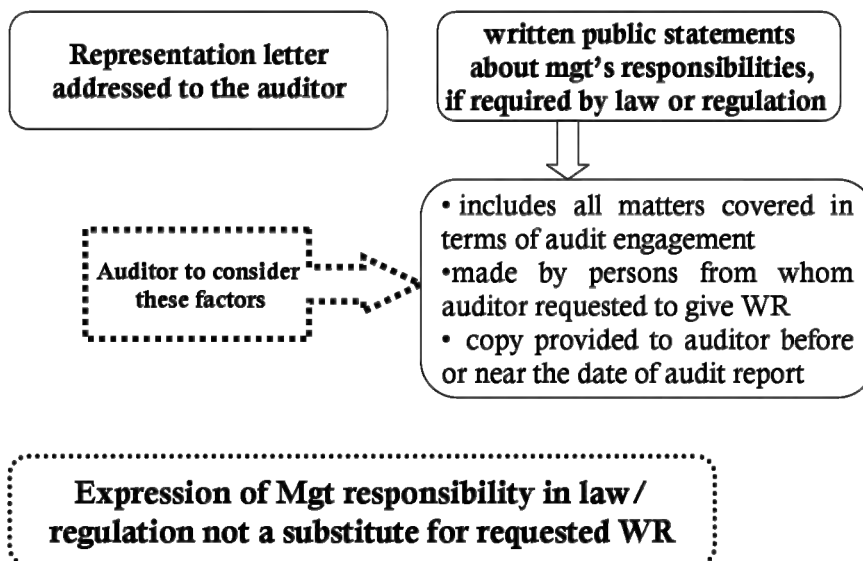 Representation letter
addressed to the auditor
written public statements
about mgt's responsibilities,
if required by law or regulation
• includes all matters covered in
terms of audit engagement
•made by persons from whom
auditor requested to give WR
• copy provided to auditor before
or near the date of audit report
Auditor to consider
these factors
Expression of Mgt responsibility in law/
regulation not a substitute for requested WR